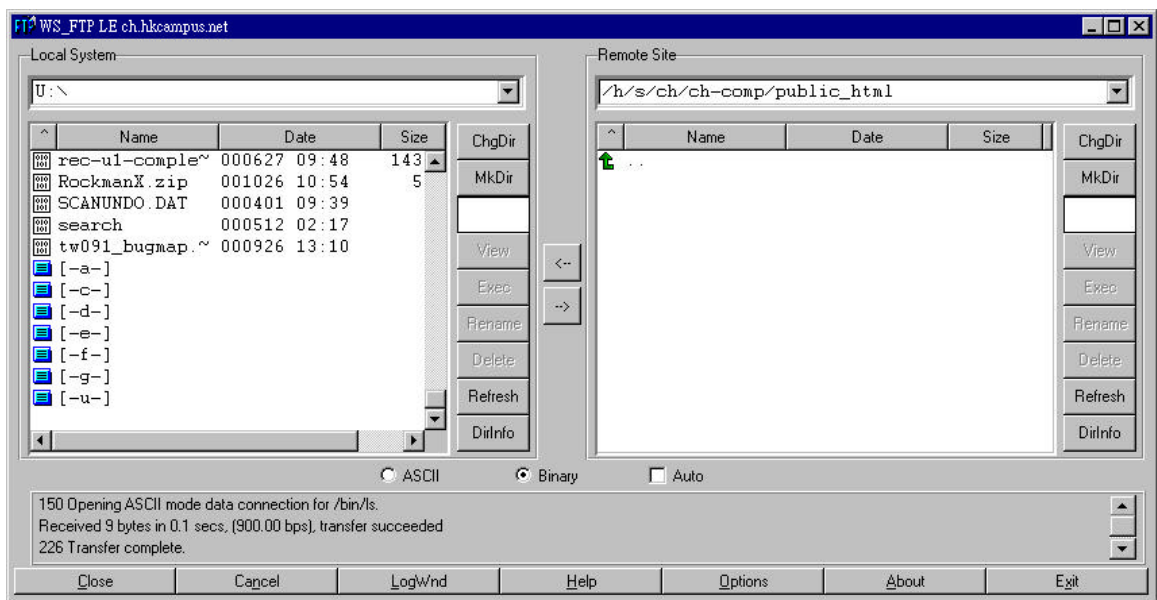 WS_FTP LE ch.hkcampus.net
Local System
U:\
^ Name Date Size
rec-u1-comple~ 000627 09:48 143
RockmanX.zip 001026 10:54 5
SCANUNDO.DAT 000401 09:39
search 000512 02:17
tw091_bugmap.~ 000926 13:10
[-a-]
[-c-]
[-d-]
[-e-]
[-f-]
[-g-]
[-u-]
ChgDir
MkDir
View
Exec
Rename
Delete
Refresh
DirInfo
<--
-->
Remote Site
/h/s/ch/ch-comp/public_html
^ Name Date Size
..
ChgDir
MkDir
View
Exec
Rename
Delete
Refresh
DirInfo
ASCII Binary Auto
150 Opening ASCII mode data connection for /bin/ls.
Received 9 bytes in 0.1 secs, (900.00 bps), transfer succeeded
226 Transfer complete.
Close Cancel LogWnd Help Options About Exit